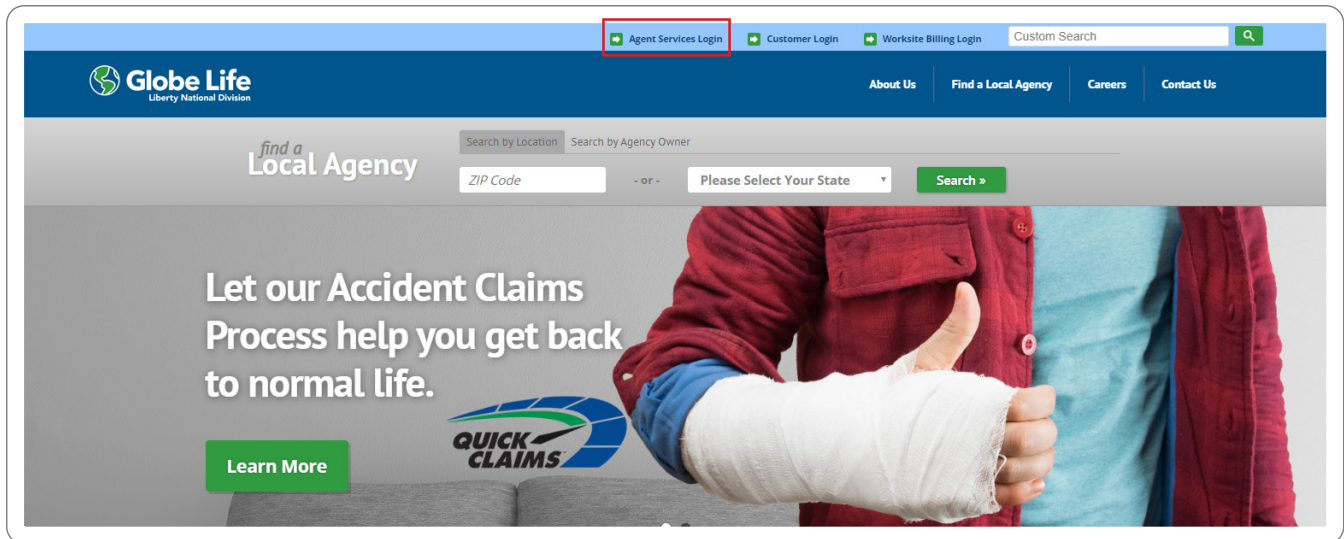 Agent Services Login Customer Login Worksite Billing Login Custom Search
Globe Life
Liberty National Division
About Us Find a Local Agency Careers Contact Us
find a
Local Agency
Search by Location Search by Agency Owner
ZIP Code - or - Please Select Your State Search »
Let our Accident Claims
Process help you get back
to normal life.
QUICK
CLAIMS
Learn More